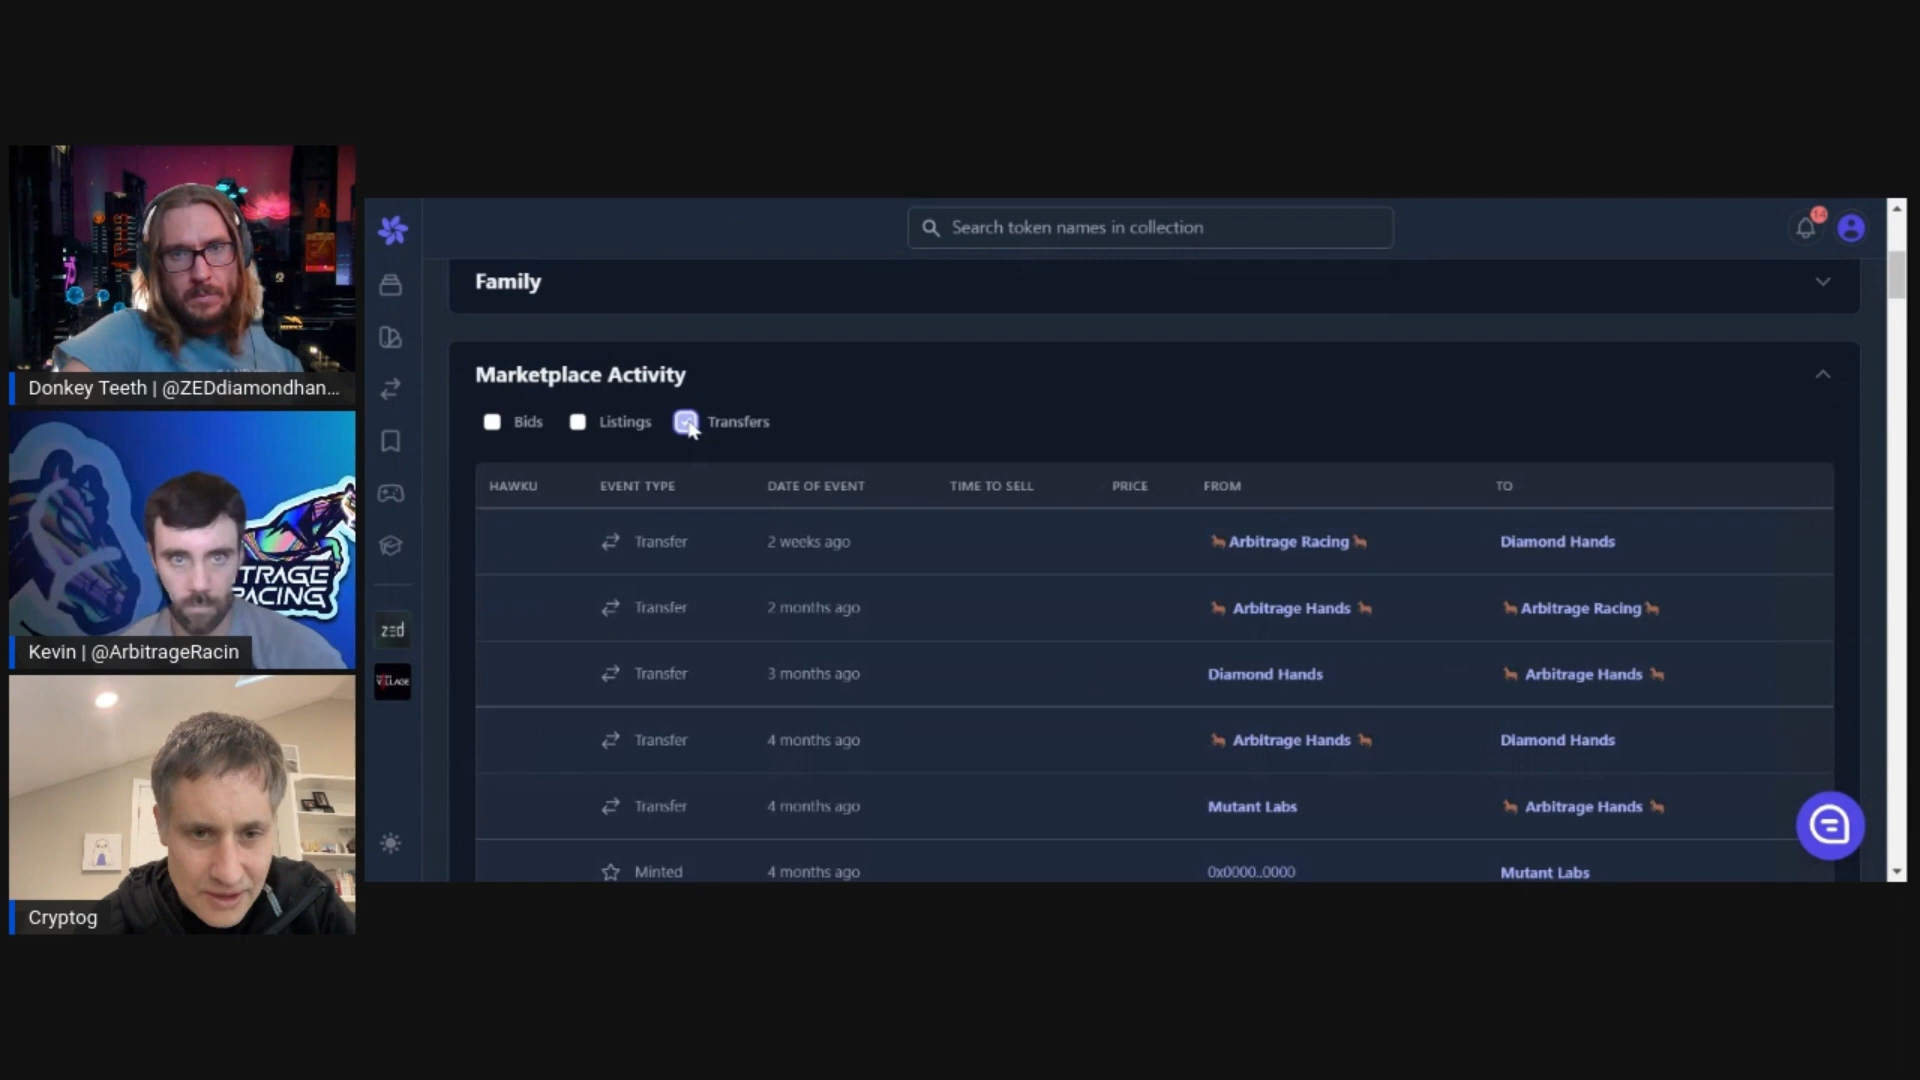 Donkey Teeth | @ZEDdiamondhan...
TRAGE
RACING
Kevin | @ArbitrageRacin
Cryptog
Search token names in collection
14
Family
Marketplace Activity
Bids Listings Transfers
HAWKU EVENT TYPE DATE OF EVENT TIME TO SELL PRICE FROM TO
Transfer 2 weeks ago Arbitrage Racing Diamond Hands
Transfer 2 months ago Arbitrage Hands Arbitrage Racing
Transfer 3 months ago Diamond Hands Arbitrage Hands
Transfer 4 months ago Arbitrage Hands Diamond Hands
Transfer 4 months ago Mutant Labs Arbitrage Hands
Minted 4 months ago 0x0000..0000 Mutant Labs
zed
VILLAGE